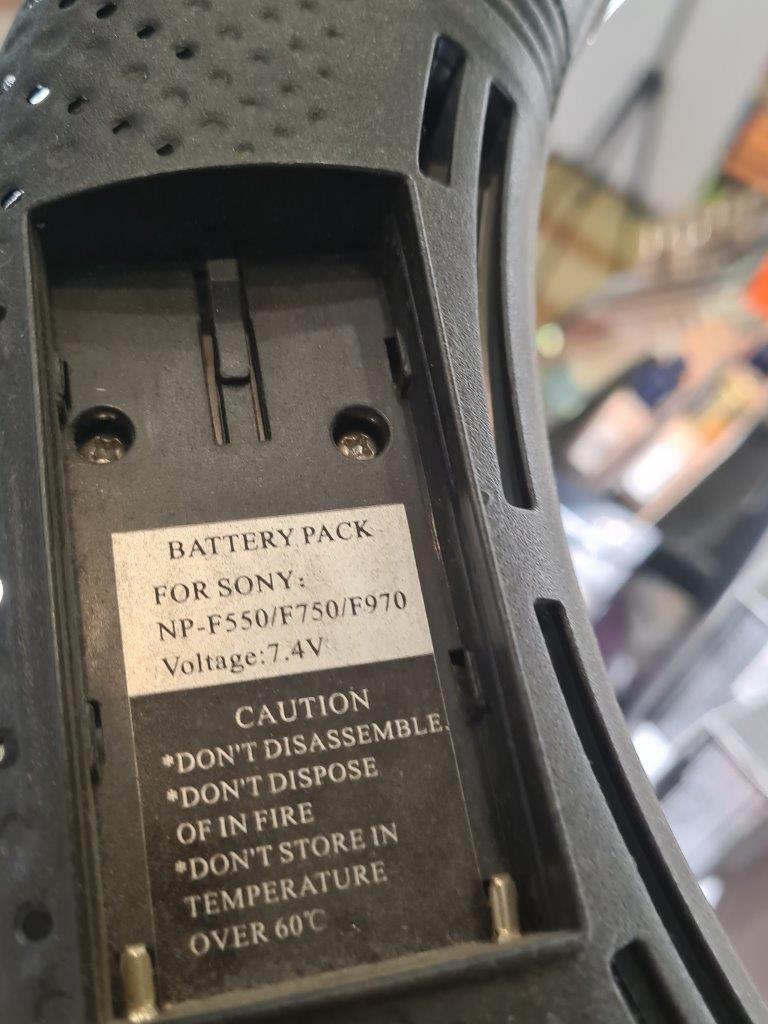 BATTERY PACK
FOR SONY:
NP-F550/F750/F970
Voltage:7.4V
CAUTION
*DON'T DISASSEMBLE.
*DON'T DISPOSE
OF IN FIRE
*DON'T STORE IN
TEMPERATURE
OVER 60℃